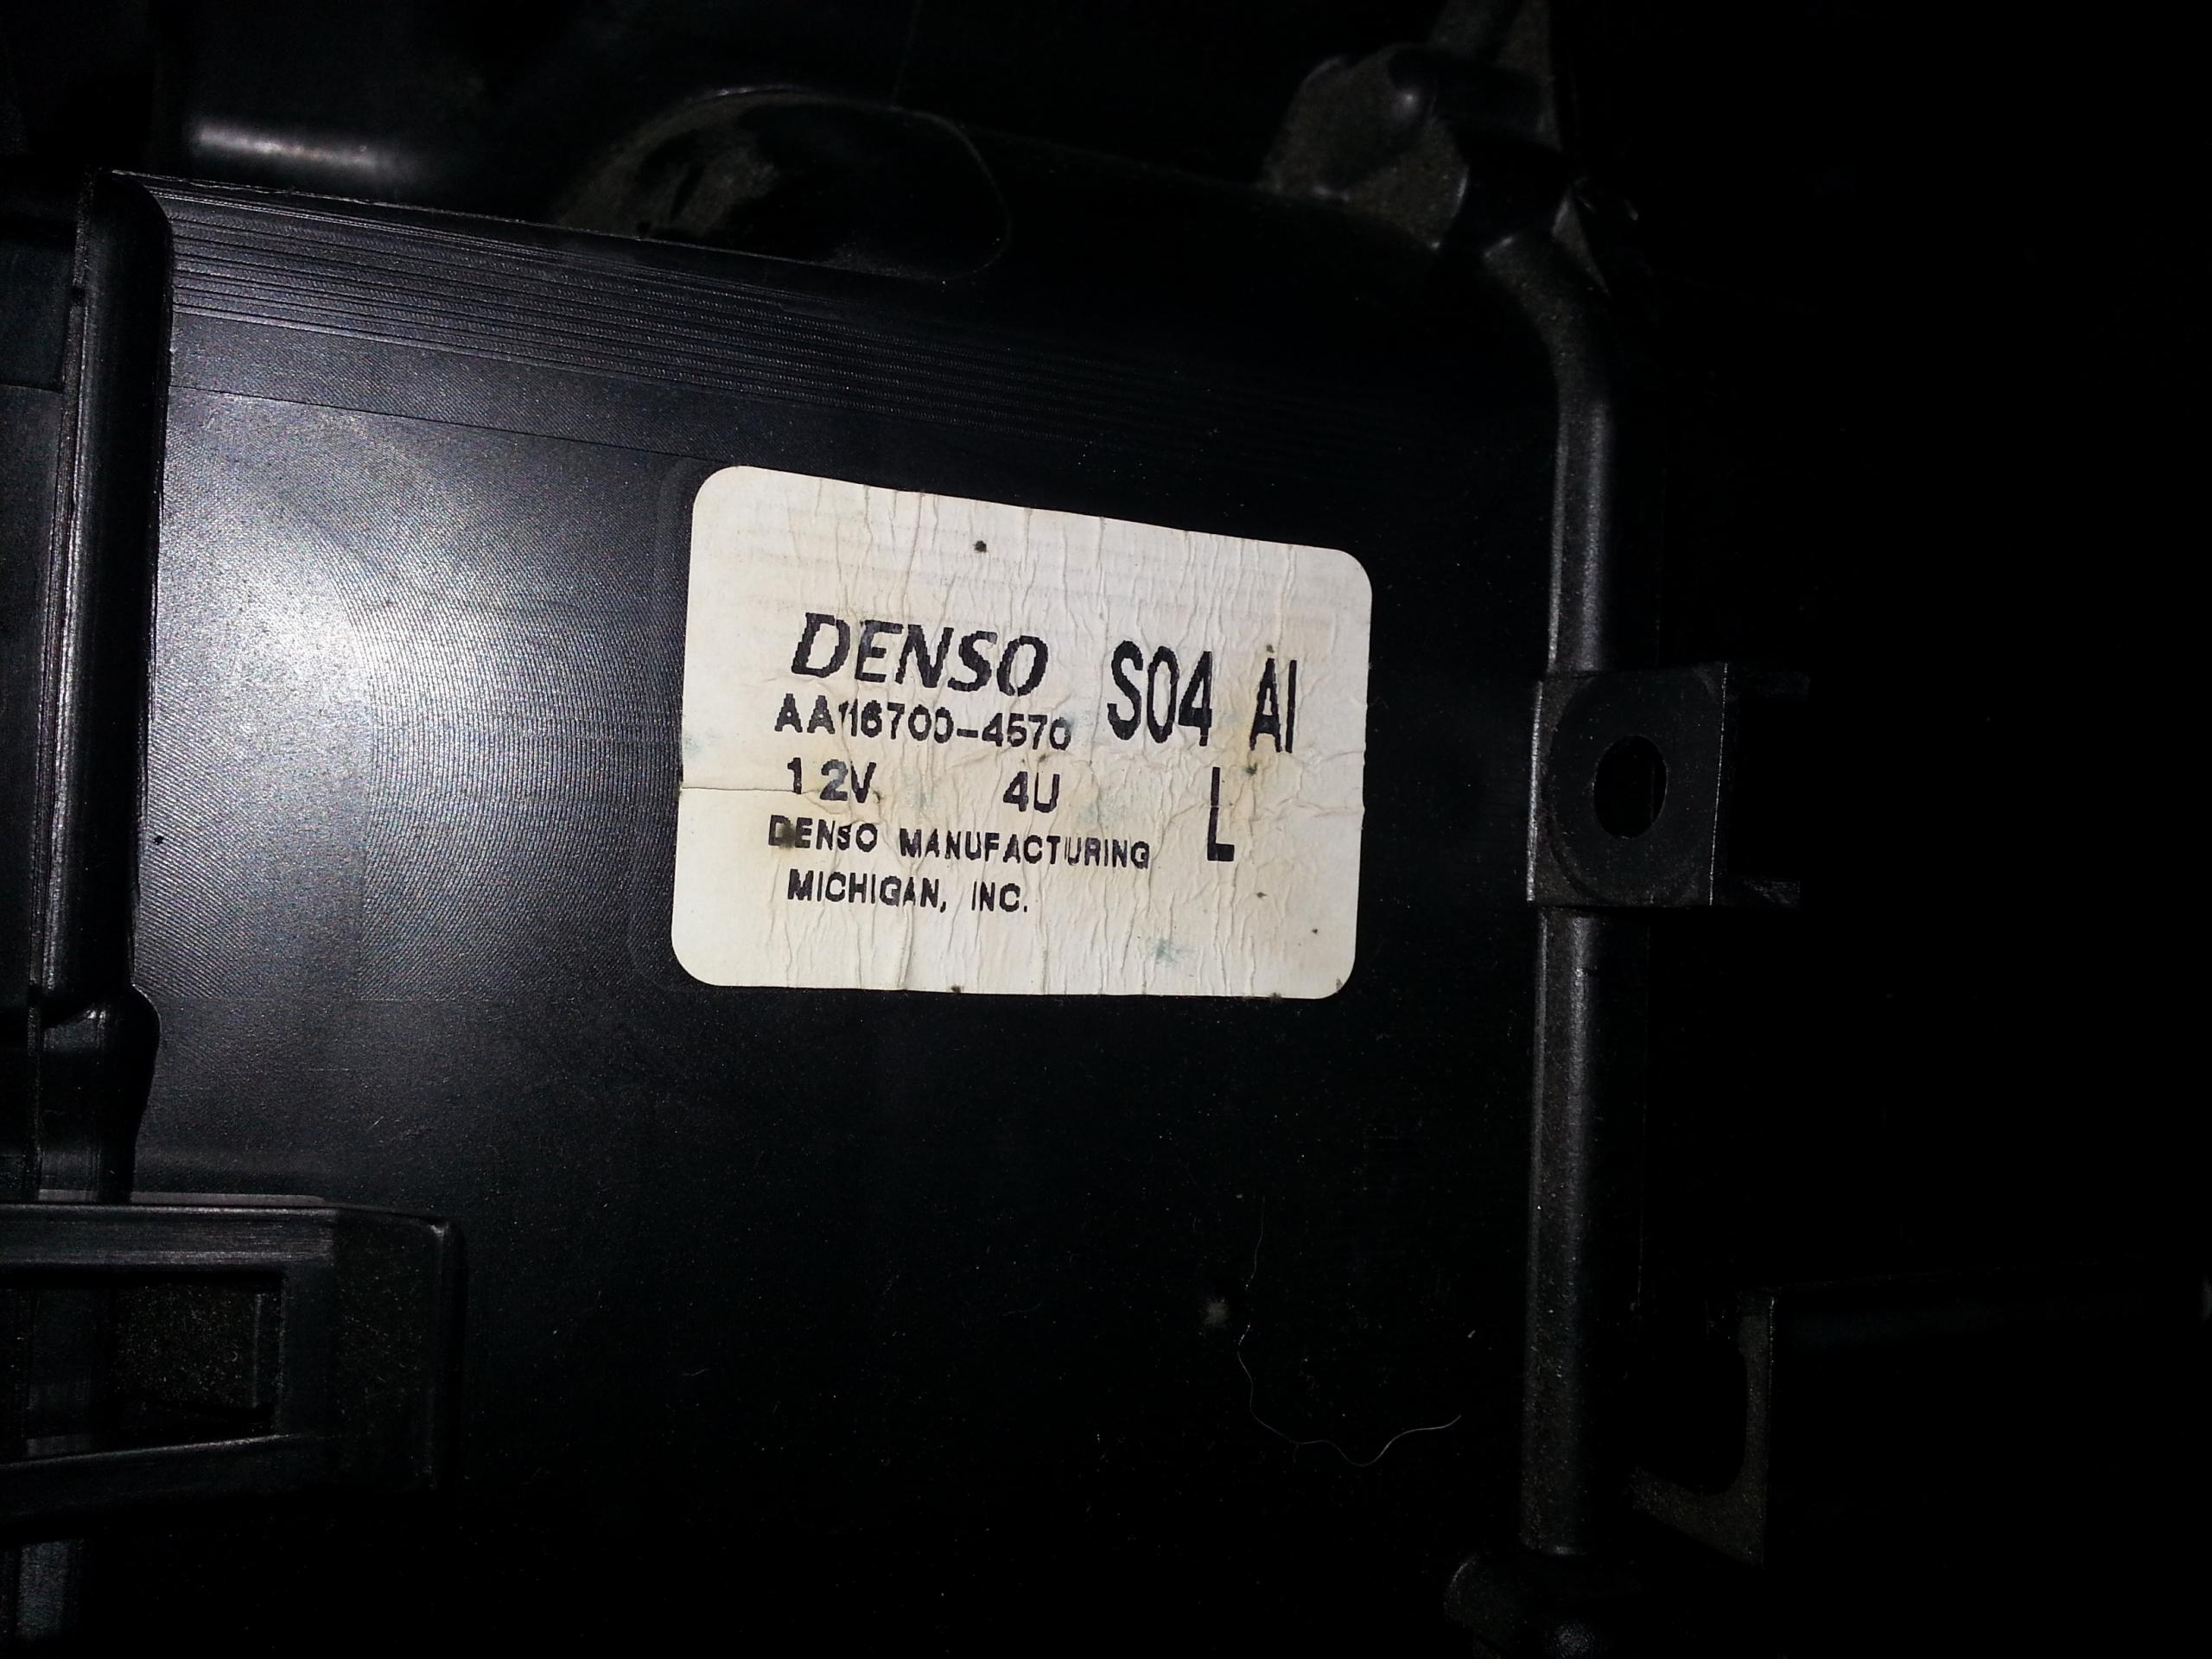 DENSO S04 AI
AA116700-4570
12V 4U L
DENSO MANUFACTURING
MICHIGAN, INC.